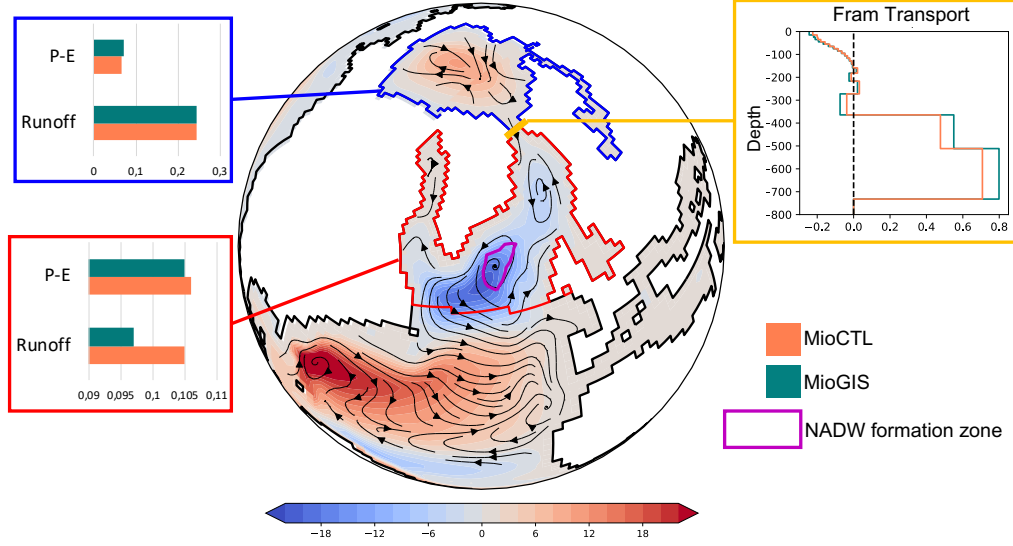 P-E
Runoff
0 0,1 0,2 0,3
P-E
Runoff
0,09 0,095 0,1 0,105 0,11
Fram Transport
Depth
0
−100
−200
−300
−400
−500
−600
−700
−800
−0.2 0.0 0.2 0.4 0.6 0.8
MioCTL
MioGIS
NADW formation zone
−18 −12 −6 0 6 12 18